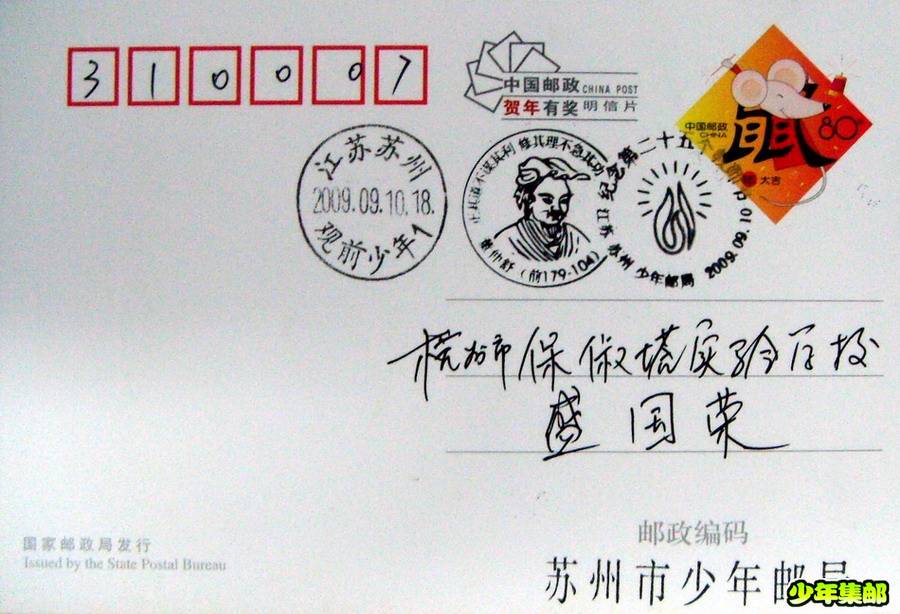 310007
中国邮政 CHINA POST
贺年有奖 明信片
中国邮政
CHINA
鼠
80分
大吉
江苏苏州
2009.09.10.18.
观前少年1
正其道不谋其利 修其理不急其功
董仲舒（前179-104）
纪念第二十五个教师节
江苏 苏州 少年邮局 2009.09.10
杭州市保俶塔实验学校
盛国荣
国家邮政局发行
Issued by the State Postal Bureau
邮政编码
苏州市少年邮局
少年集邮